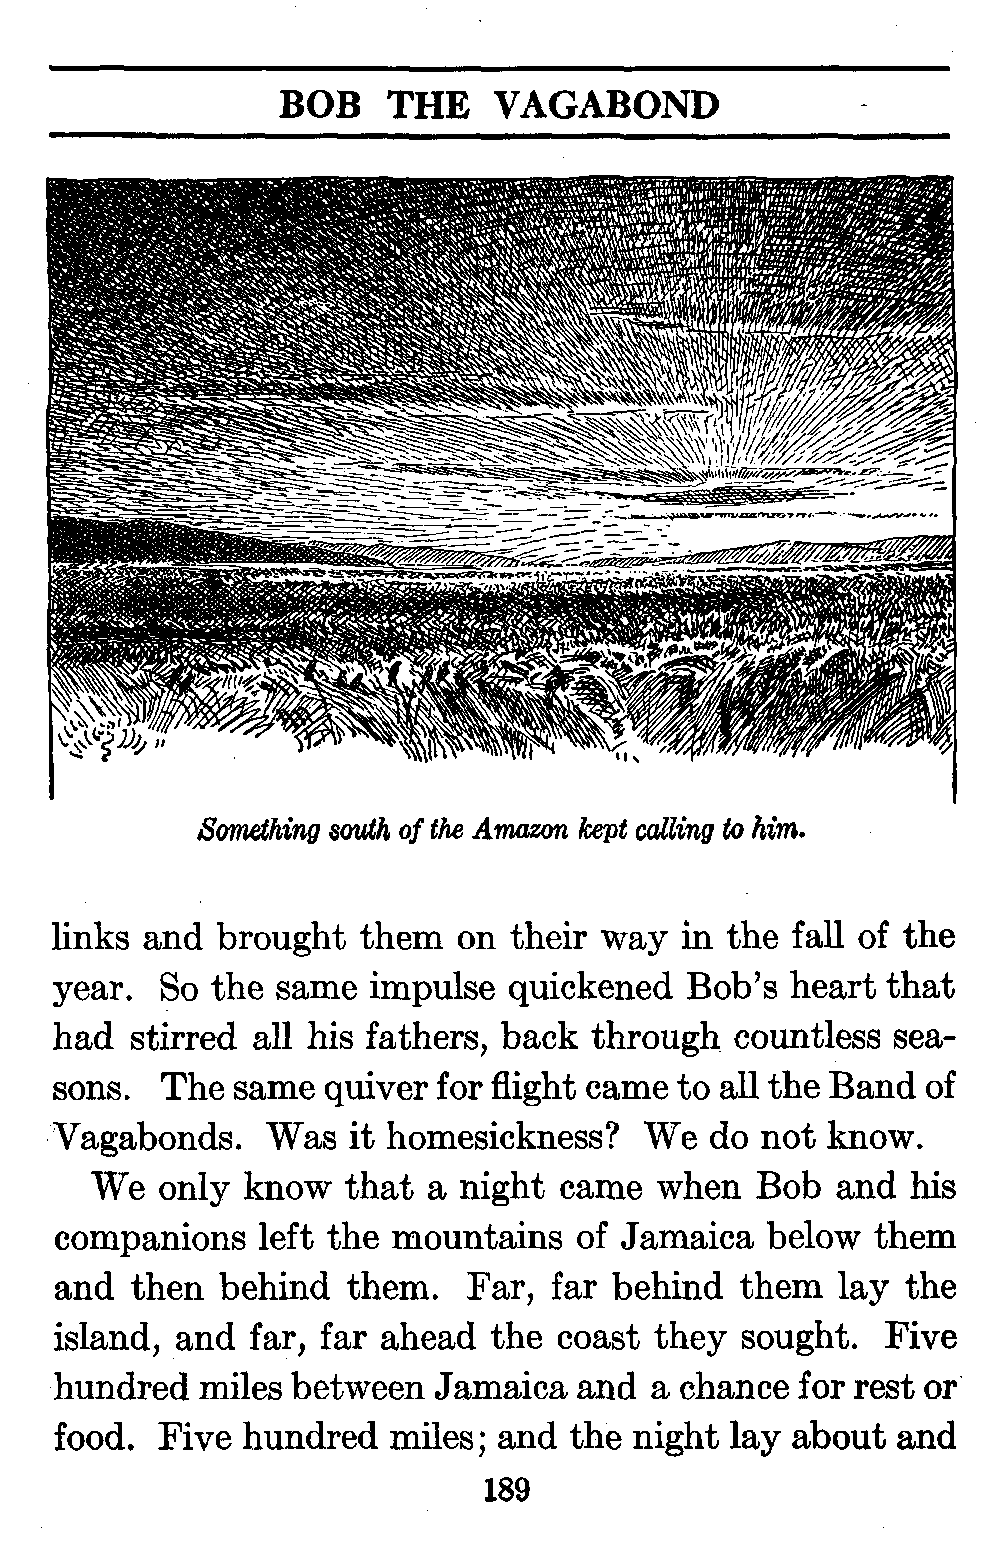 BOB THE VAGABOND
Something south of the Amazon kept calling to him.
links and brought them on their way in the fall of the
year. So the same impulse quickened Bob's heart that
had stirred all his fathers, back through countless sea-
sons. The same quiver for flight came to all the Band of
Vagabonds. Was it homesickness? We do not know.
We only know that a night came when Bob and his
companions left the mountains of Jamaica below them
and then behind them. Far, far behind them lay the
island, and far, far ahead the coast they sought. Five
hundred miles between Jamaica and a chance for rest or
food. Five hundred miles; and the night lay about and
189